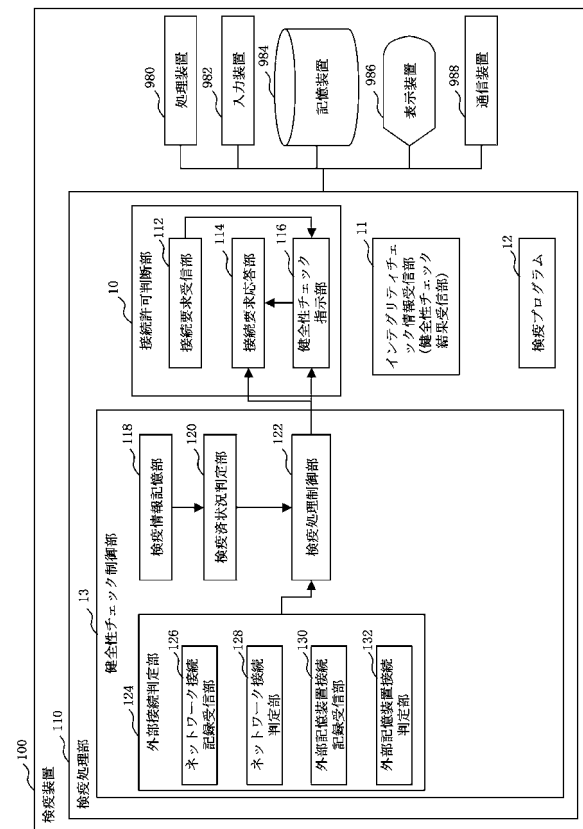 100
検疫装置
110
検疫処理部
13
健全性チェック制御部
124
外部接続判定部
126
ネットワーク接続
記録受信部
128
ネットワーク接続
判定部
130
外部記憶装置接続
記録受信部
132
外部記憶装置接続
判定部
118
検疫情報記憶部
120
検疫済状況判定部
122
検疫処理制御部
10
接続許可判断部
112
接続要求受信部
114
接続要求応答部
116
健全性チェック
指示部
11
インテグリティチェ
ック情報受信部
(健全性チェック
結果受信部)
12
検疫プログラム
980
処理装置
982
入力装置
984
記憶装置
986
表示装置
988
通信装置